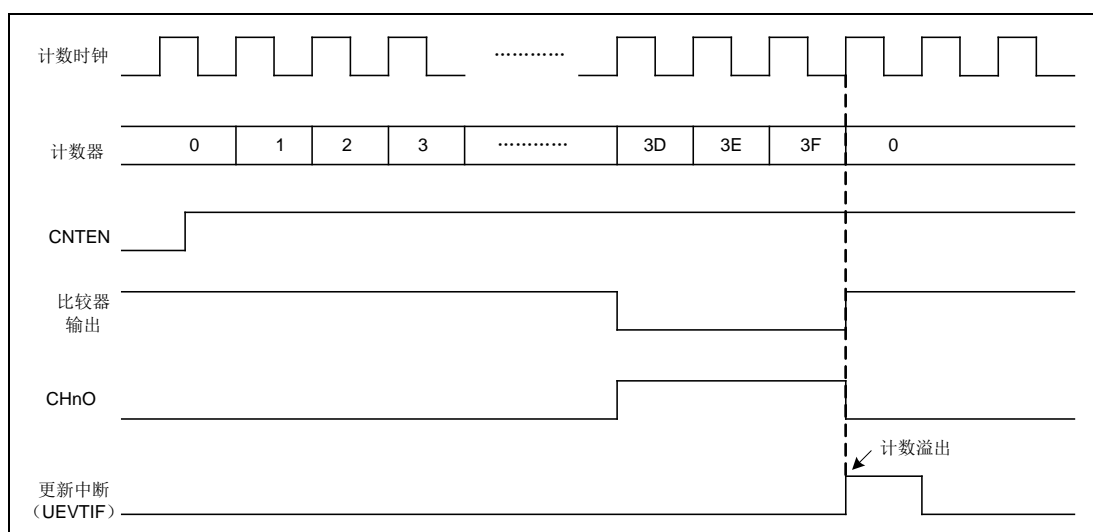 计数时钟
…………
计数器
0 1 2 3 ………… 3D 3E 3F 0
CNTEN
比较器
输出
CHnO
计数溢出
更新中断
（UEVTIF）